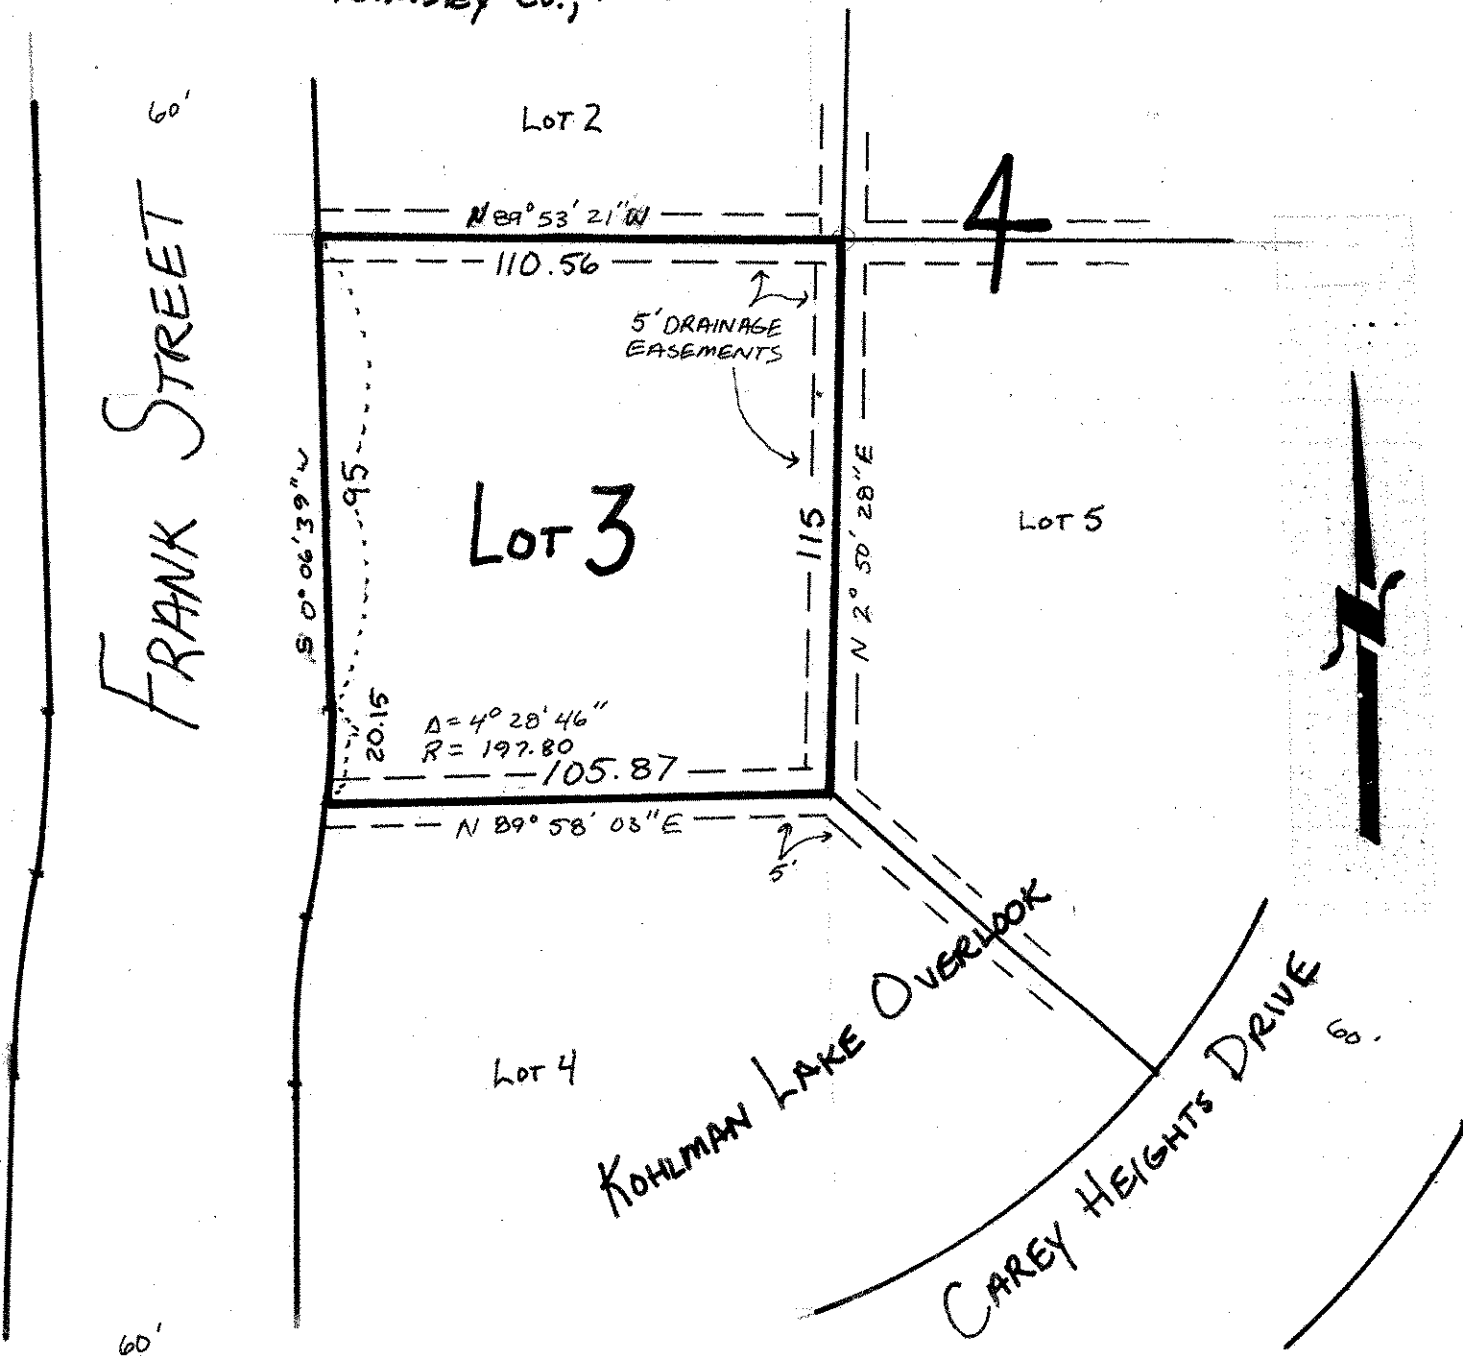 Co.,
60'
LOT 2
N 89° 53' 21" W
4
110.56
5' DRAINAGE
EASEMENTS
FRANK STREET
S 0° 06' 39" W
95
LOT 3
115
N 2° 50' 28" E
LOT 5
20.15
Δ = 4° 28' 46"
R = 197.80
105.87
N 89° 58' 03" E
5'
KOHLMAN LAKE OVERLOOK
LOT 4
CAREY HEIGHTS DRIVE
60'
60'